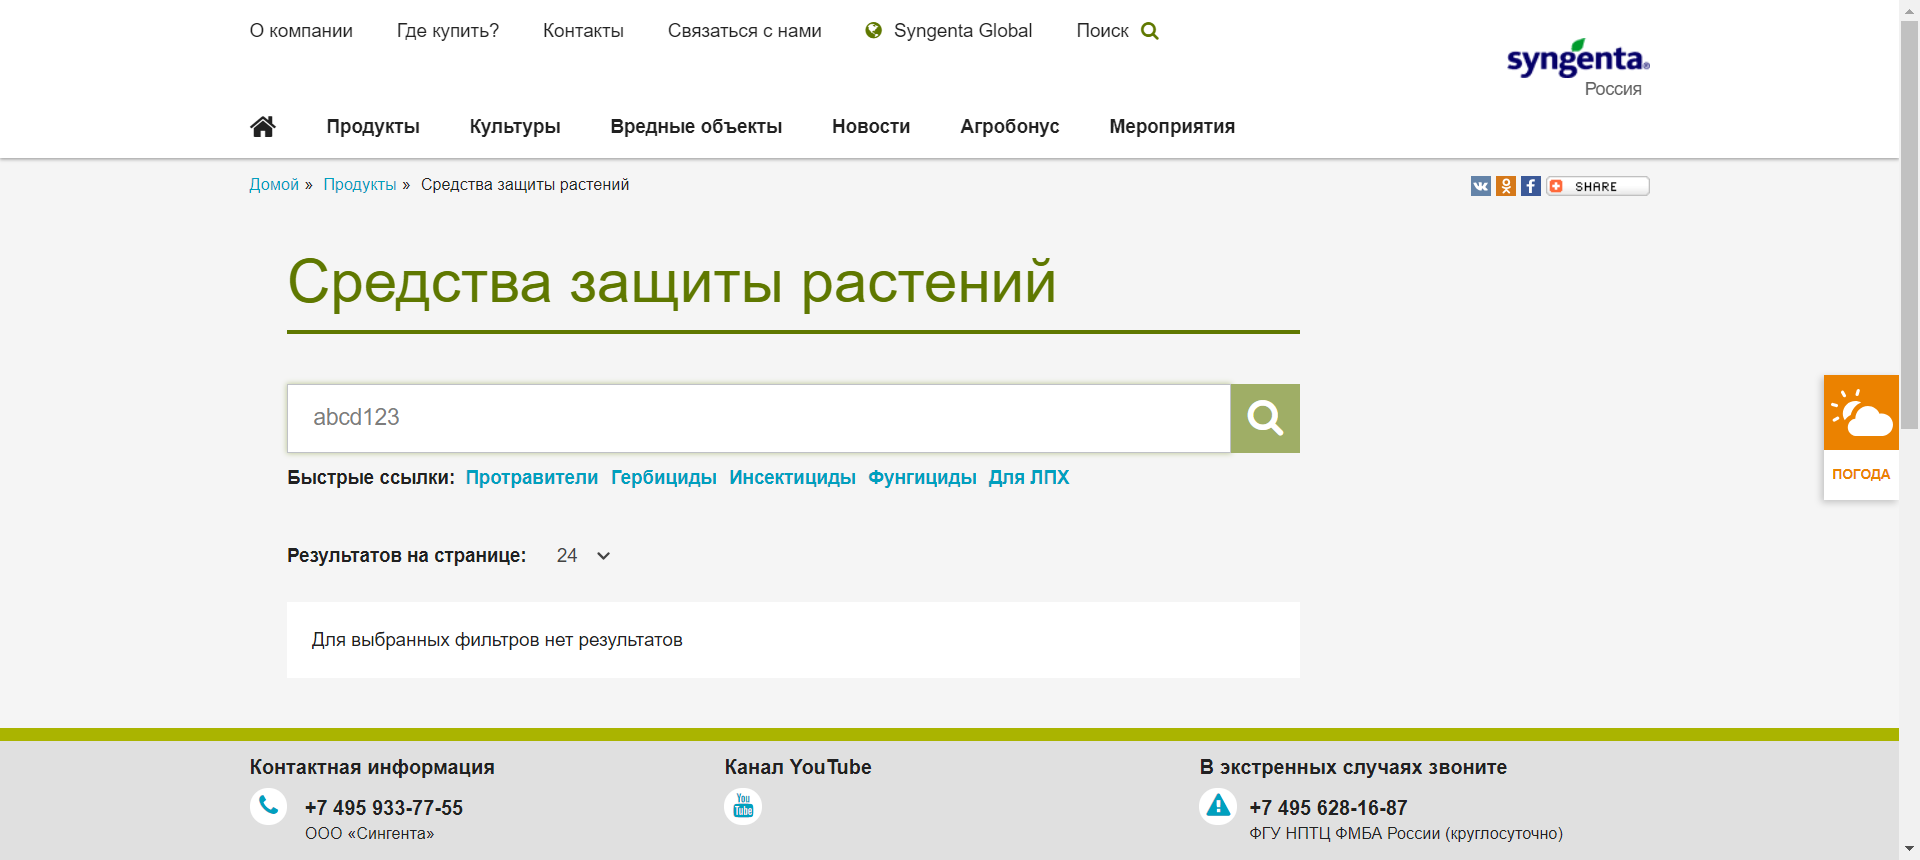 О компании Где купить? Контакты Связаться с нами Syngenta Global Поиск
syngenta®
Россия
Продукты Культуры Вредные объекты Новости Агробонус Мероприятия
Домой » Продукты » Средства защиты растений
SHARE
Средства защиты растений
abcd123
Быстрые ссылки: Протравители Гербициды Инсектициды Фунгициды Для ЛПХ
ПОГОДА
Результатов на странице: 24
Для выбранных фильтров нет результатов
Контактная информация
+7 495 933-77-55
ООО «Сингента»
Канал YouTube
You
Tube
В экстренных случаях звоните
+7 495 628-16-87
ФГУ НПТЦ ФМБА России (круглосуточно)